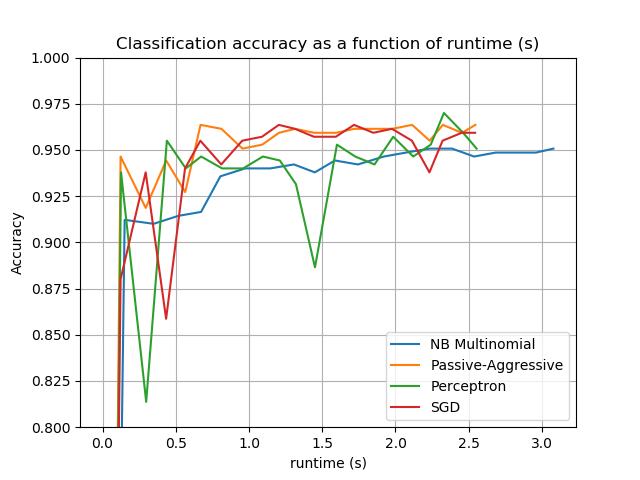 Classification accuracy as a function of runtime (s)
1.000
0.975
0.950
0.925
0.900
0.875
0.850
0.825
0.800
Accuracy
NB Multinomial
Passive-Aggressive
Perceptron
SGD
0.0 0.5 1.0 1.5 2.0 2.5 3.0
runtime (s)